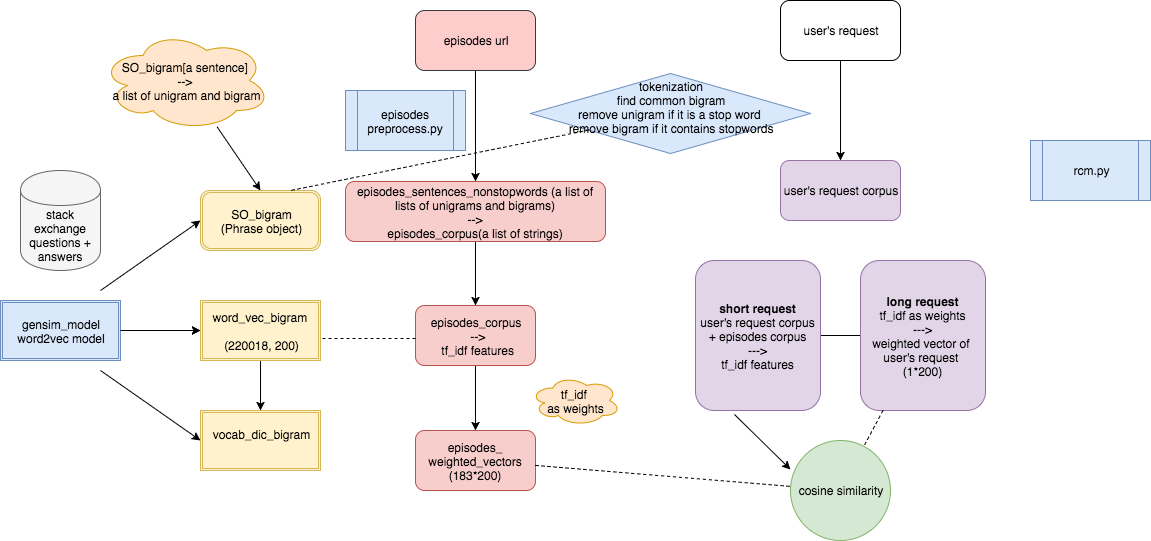 episodes url
user's request
SO_bigram[a sentence]
-->
a list of unigram and bigram
episodes
preprocess.py
tokenization
find common bigram
remove unigram if it is a stop word
remove bigram if it contains stopwords
rcm.py
stack
exchange
questions +
answers
SO_bigram
(Phrase object)
episodes_sentences_nonstopwords (a list of
lists of unigrams and bigrams)
-->
episodes_corpus(a list of strings)
user's request corpus
gensim_model
word2vec model
word_vec_bigram
(220018, 200)
episodes_corpus
-->
tf_idf features
short request
user's request corpus
+ episodes corpus
--->
tf_idf features
long request
tf_idf as weights
--->
weighted vector of
user's request
(1*200)
tf_idf
as weights
vocab_dic_bigram
episodes_
weighted_vectors
(183*200)
cosine similarity